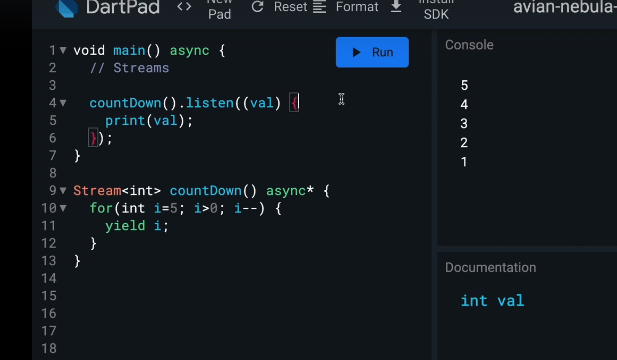 DartPad
<> New Pad
Reset
Format
Install SDK
avian-nebula-
Run
1 void main() async {
2 // Streams
3
4 countDown().listen((val) {
5 print(val);
6 });
7 }
8
9 Stream<int> countDown() async* {
10 for(int i=5; i>0; i--) {
11 yield i;
12 }
13 }
14
15
16
17
18
Console
5
4
3
2
1
Documentation
int val